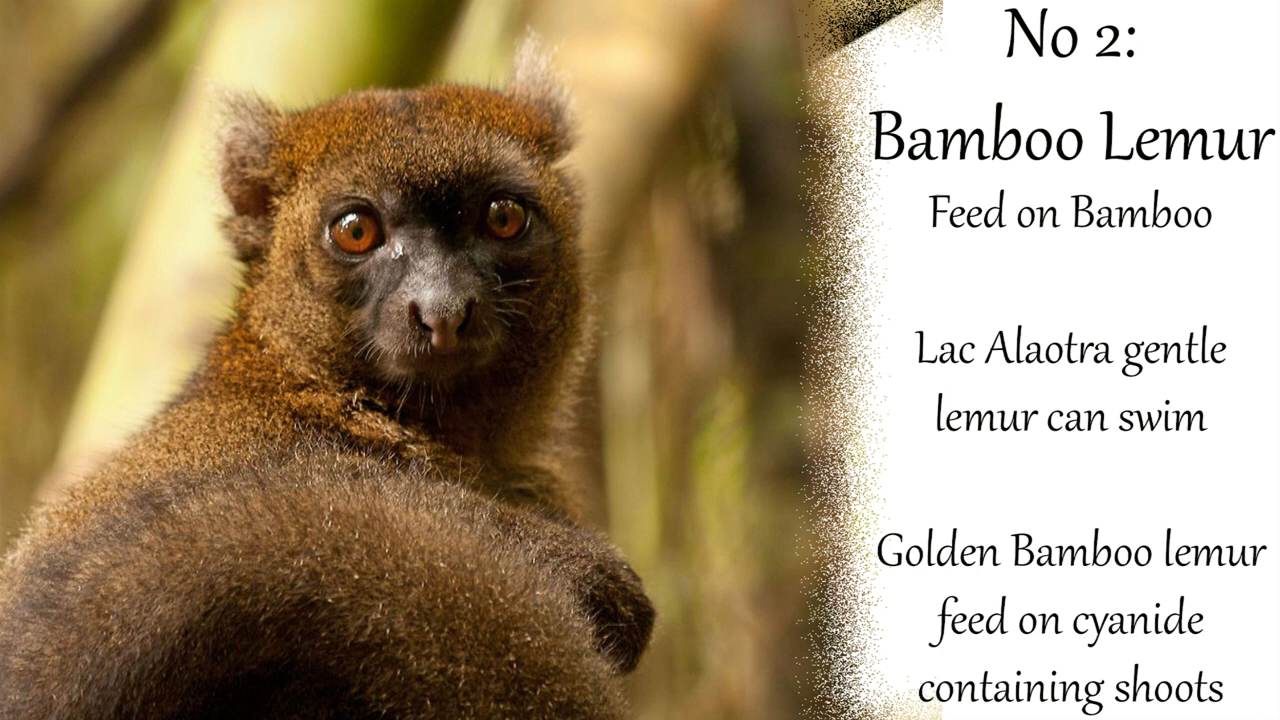 No 2:
Bamboo Lemur
Feed on Bamboo
Lac Alaotra gentle
lemur can swim
Golden Bamboo lemur
feed on cyanide
containing shoots